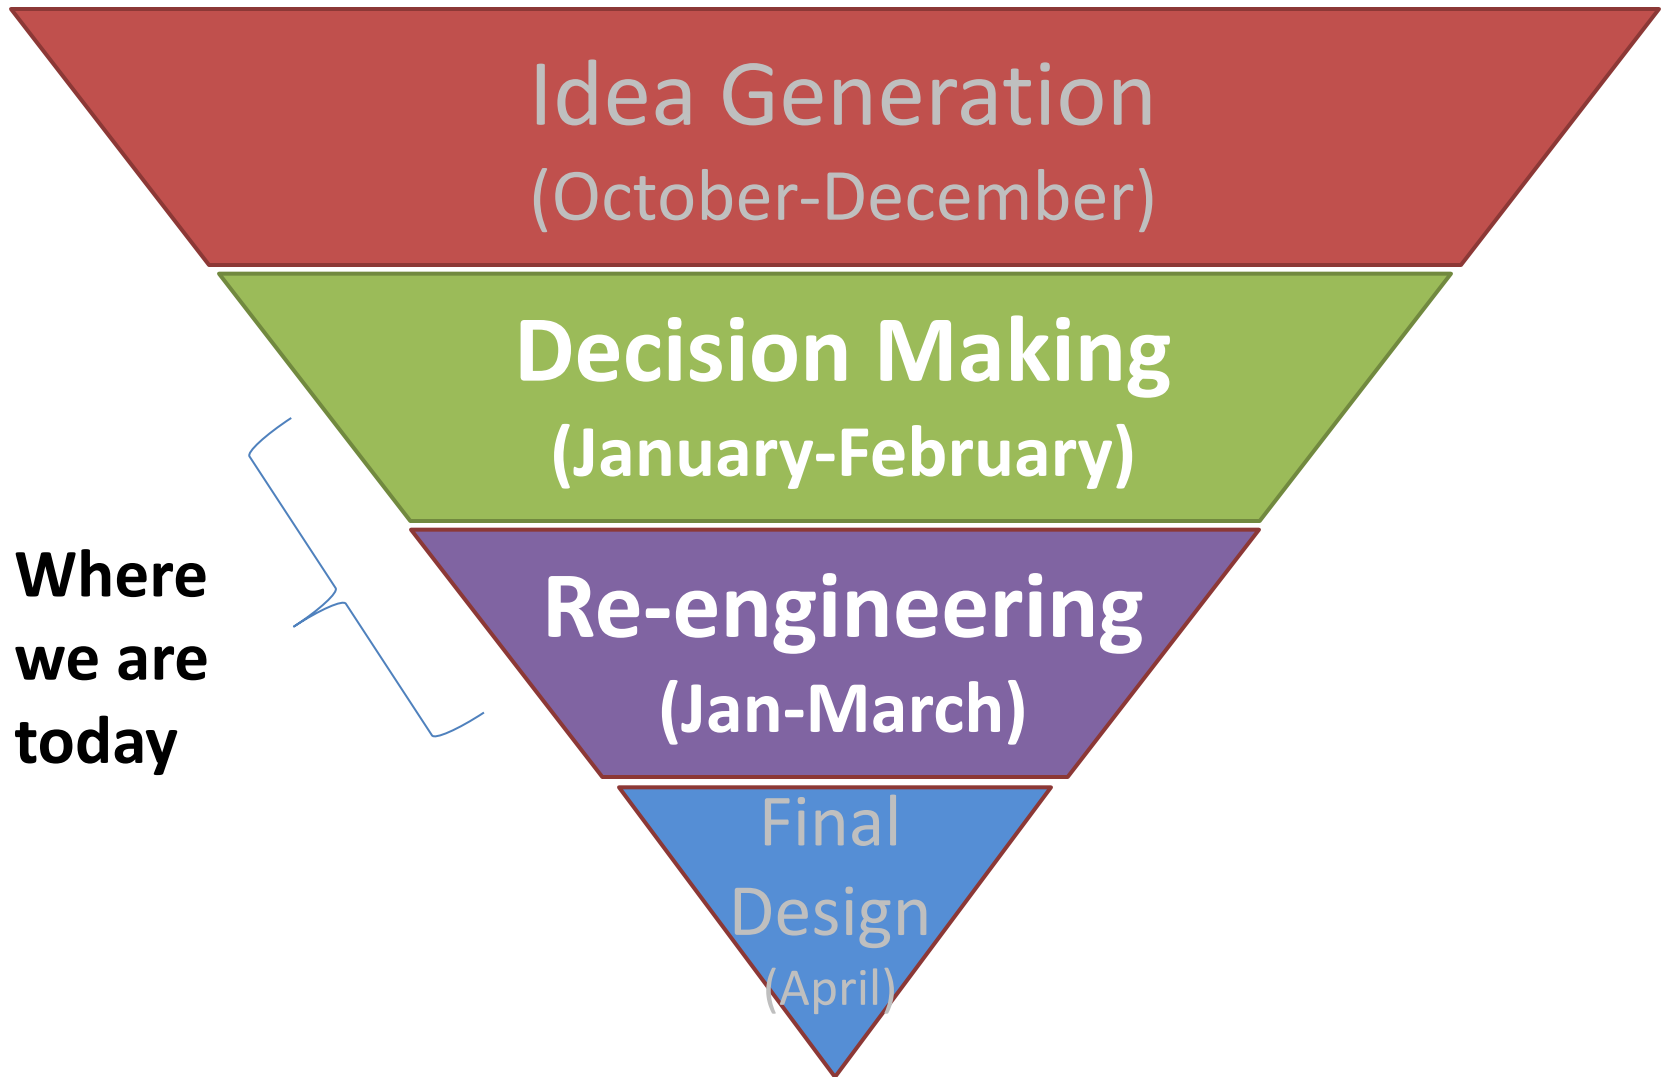 Idea Generation
(October-December)
Decision Making
(January-February)
Where
we are
today
Re-engineering
(Jan-March)
Final
Design
(April)